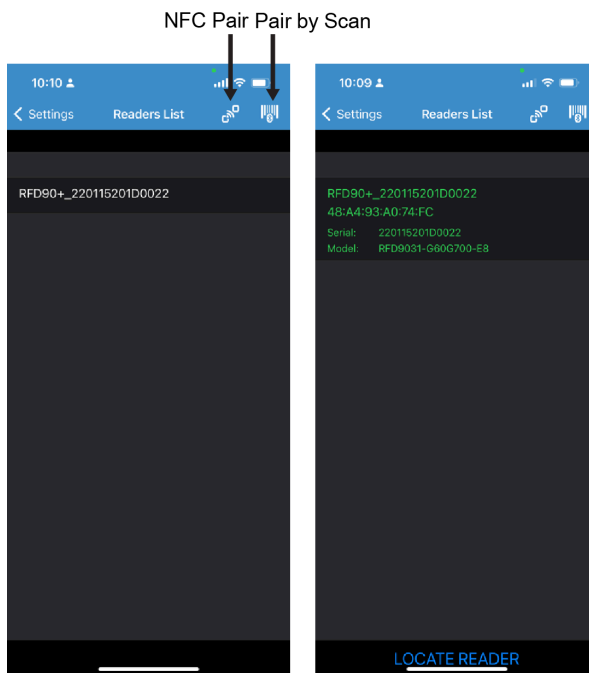 NFC Pair Pair by Scan
10:10
Settings Readers List
RFD90+_220115201D0022
10:09
Settings Readers List
RFD90+_220115201D0022
48:A4:93:A0:74:FC
Serial: 220115201D0022
Model: RFD9031-G60G700-E8
LOCATE READER